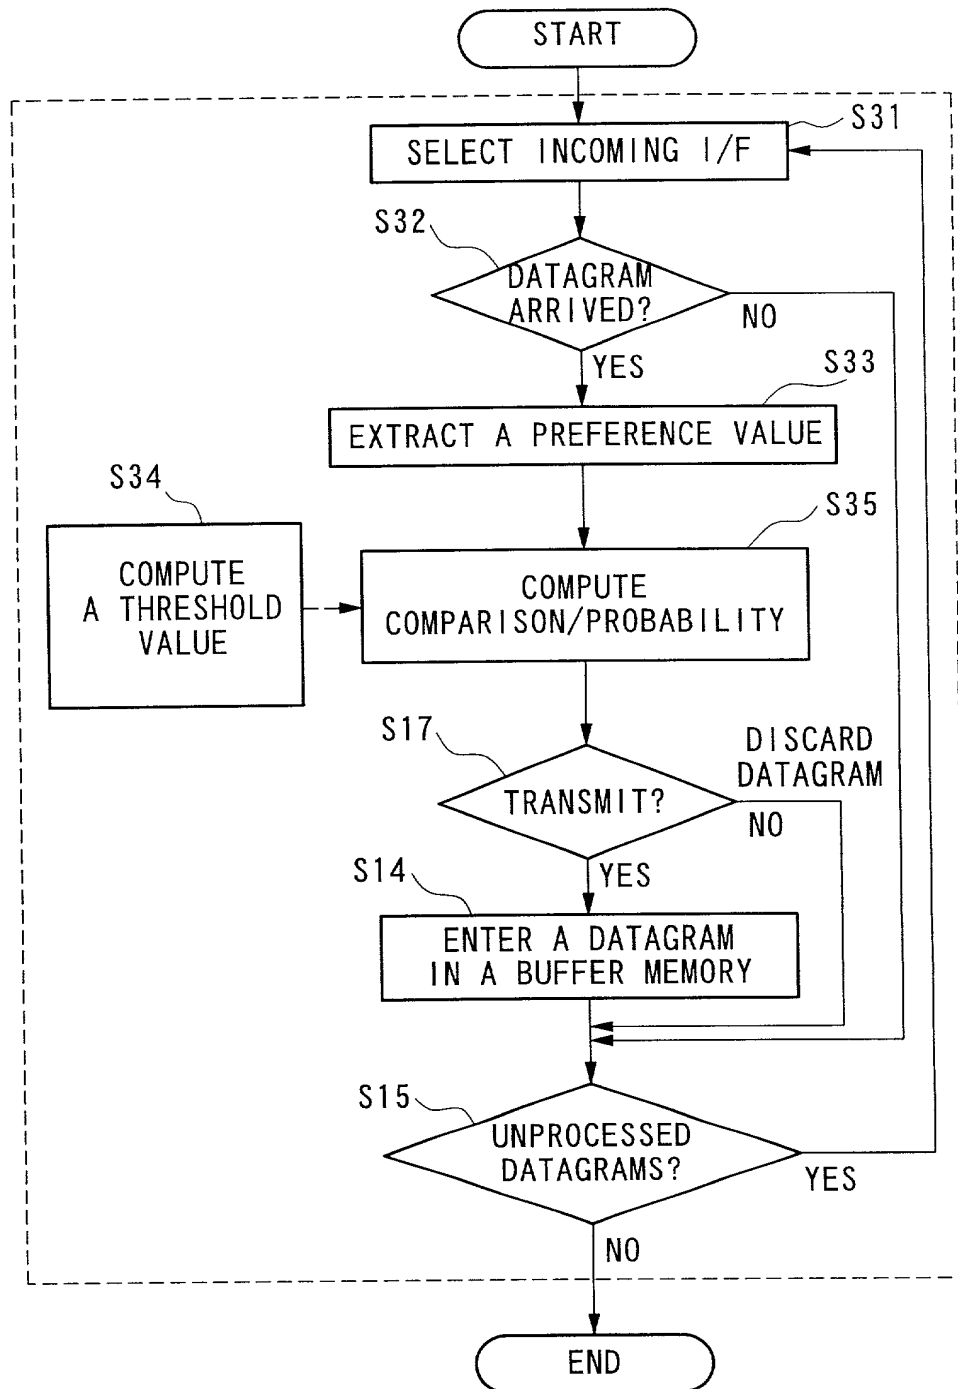 START
S31
SELECT INCOMING I/F
S32
DATAGRAM
ARRIVED?
NO
YES
S33
EXTRACT A PREFERENCE VALUE
S34
COMPUTE
A THRESHOLD
VALUE
S35
COMPUTE
COMPARISON/PROBABILITY
S17
DISCARD
DATAGRAM
TRANSMIT?
NO
YES
S14
ENTER A DATAGRAM
IN A BUFFER MEMORY
S15
UNPROCESSED
DATAGRAMS?
YES
NO
END